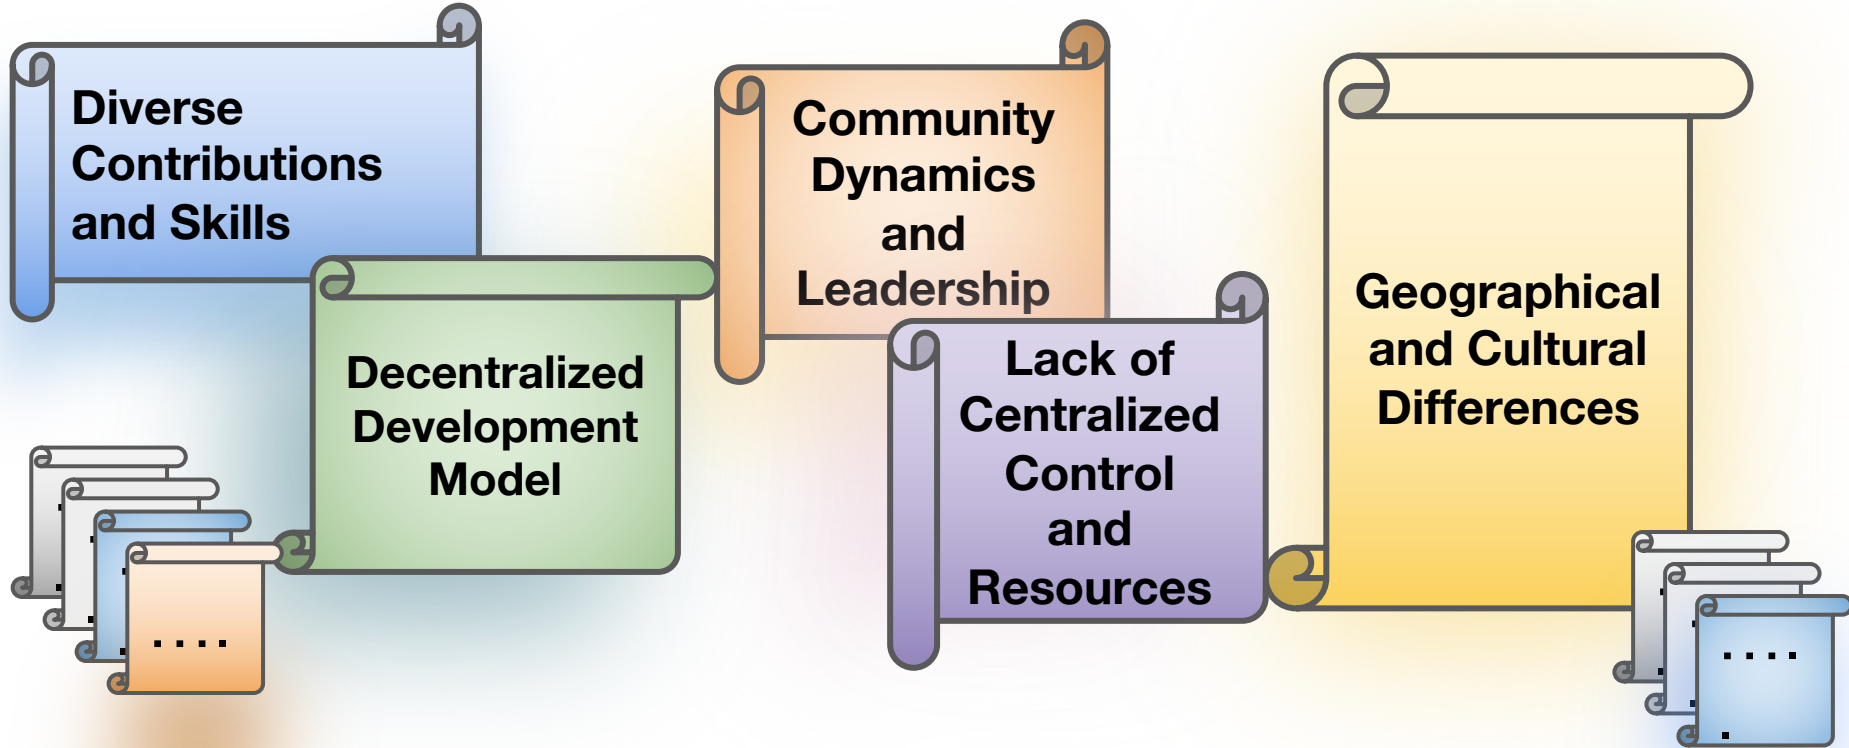 Diverse
Contributions
and Skills
Decentralized
Development
Model
Community
Dynamics
and
Leadership
Lack of
Centralized
Control
and
Resources
Geographical
and Cultural
Differences
. . . .
. . . .
.